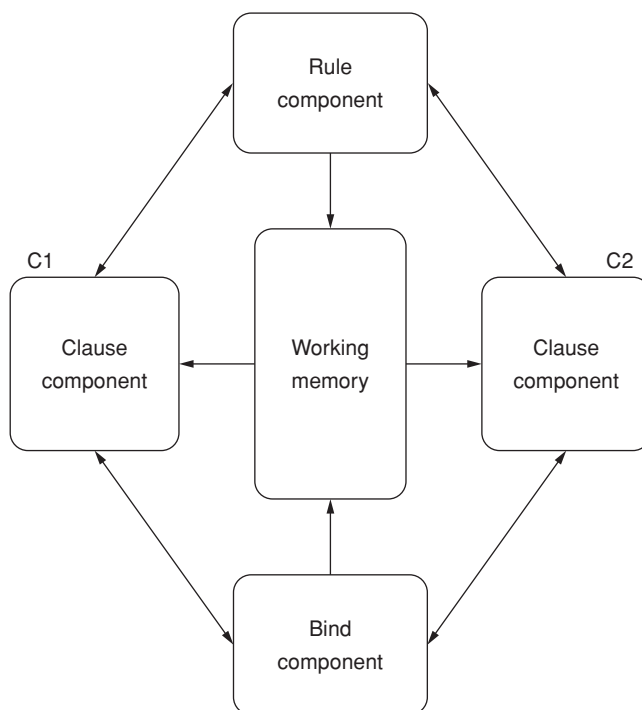 Rule
component
C1
C2
Clause
component
Working
memory
Clause
component
Bind
component